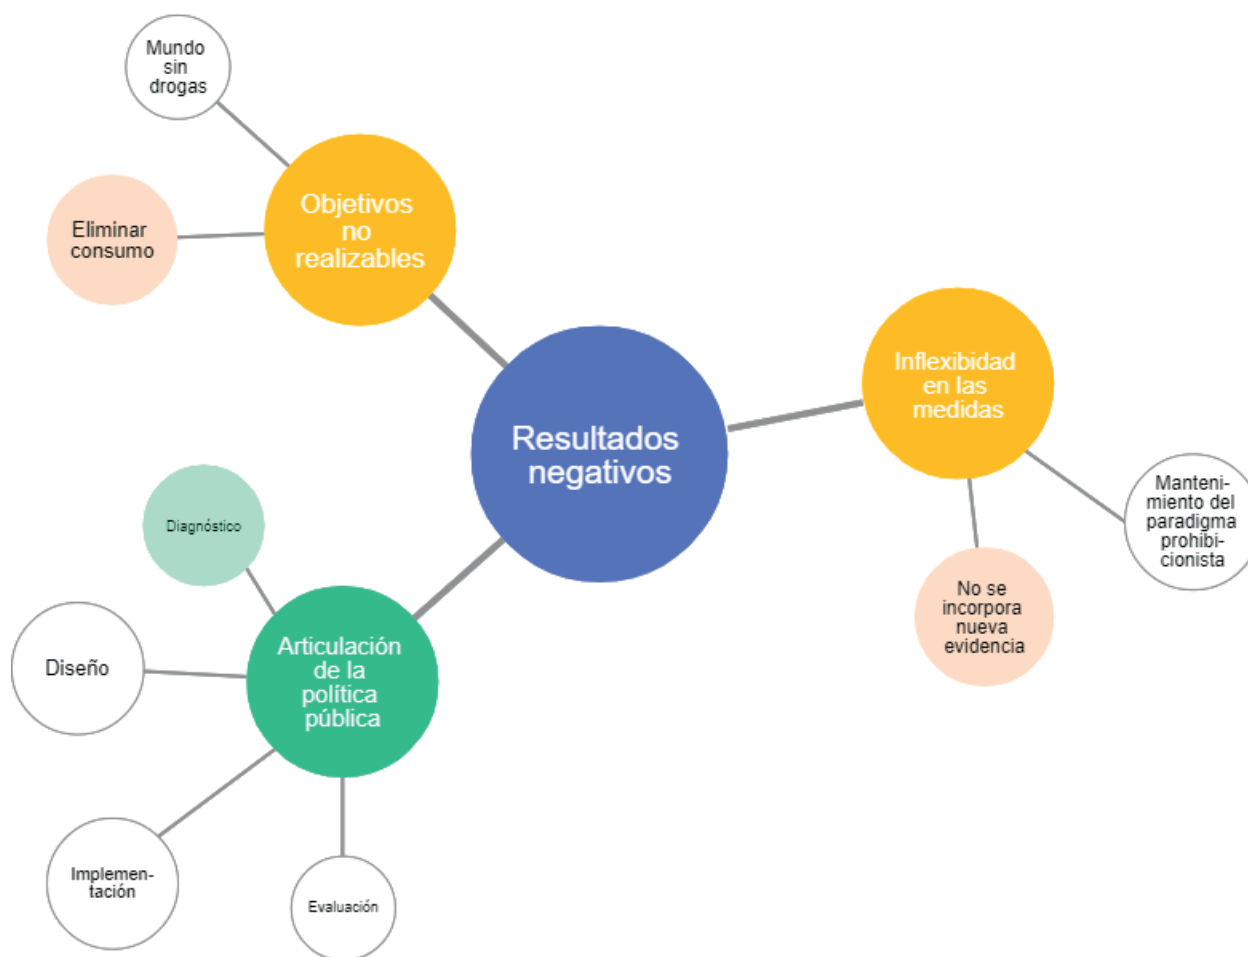 Mundo
sin
drogas
Eliminar
consumo
Objetivos
no
realizables
Resultados
negativos
Inflexibidad
en las
medidas
Manteni-
miento del
paradigma
prohibi-
cionista
No se
incorpora
nueva
evidencia
Diagnóstico
Articulación
de la
política
pública
Diseño
Implemen-
tación
Evaluación